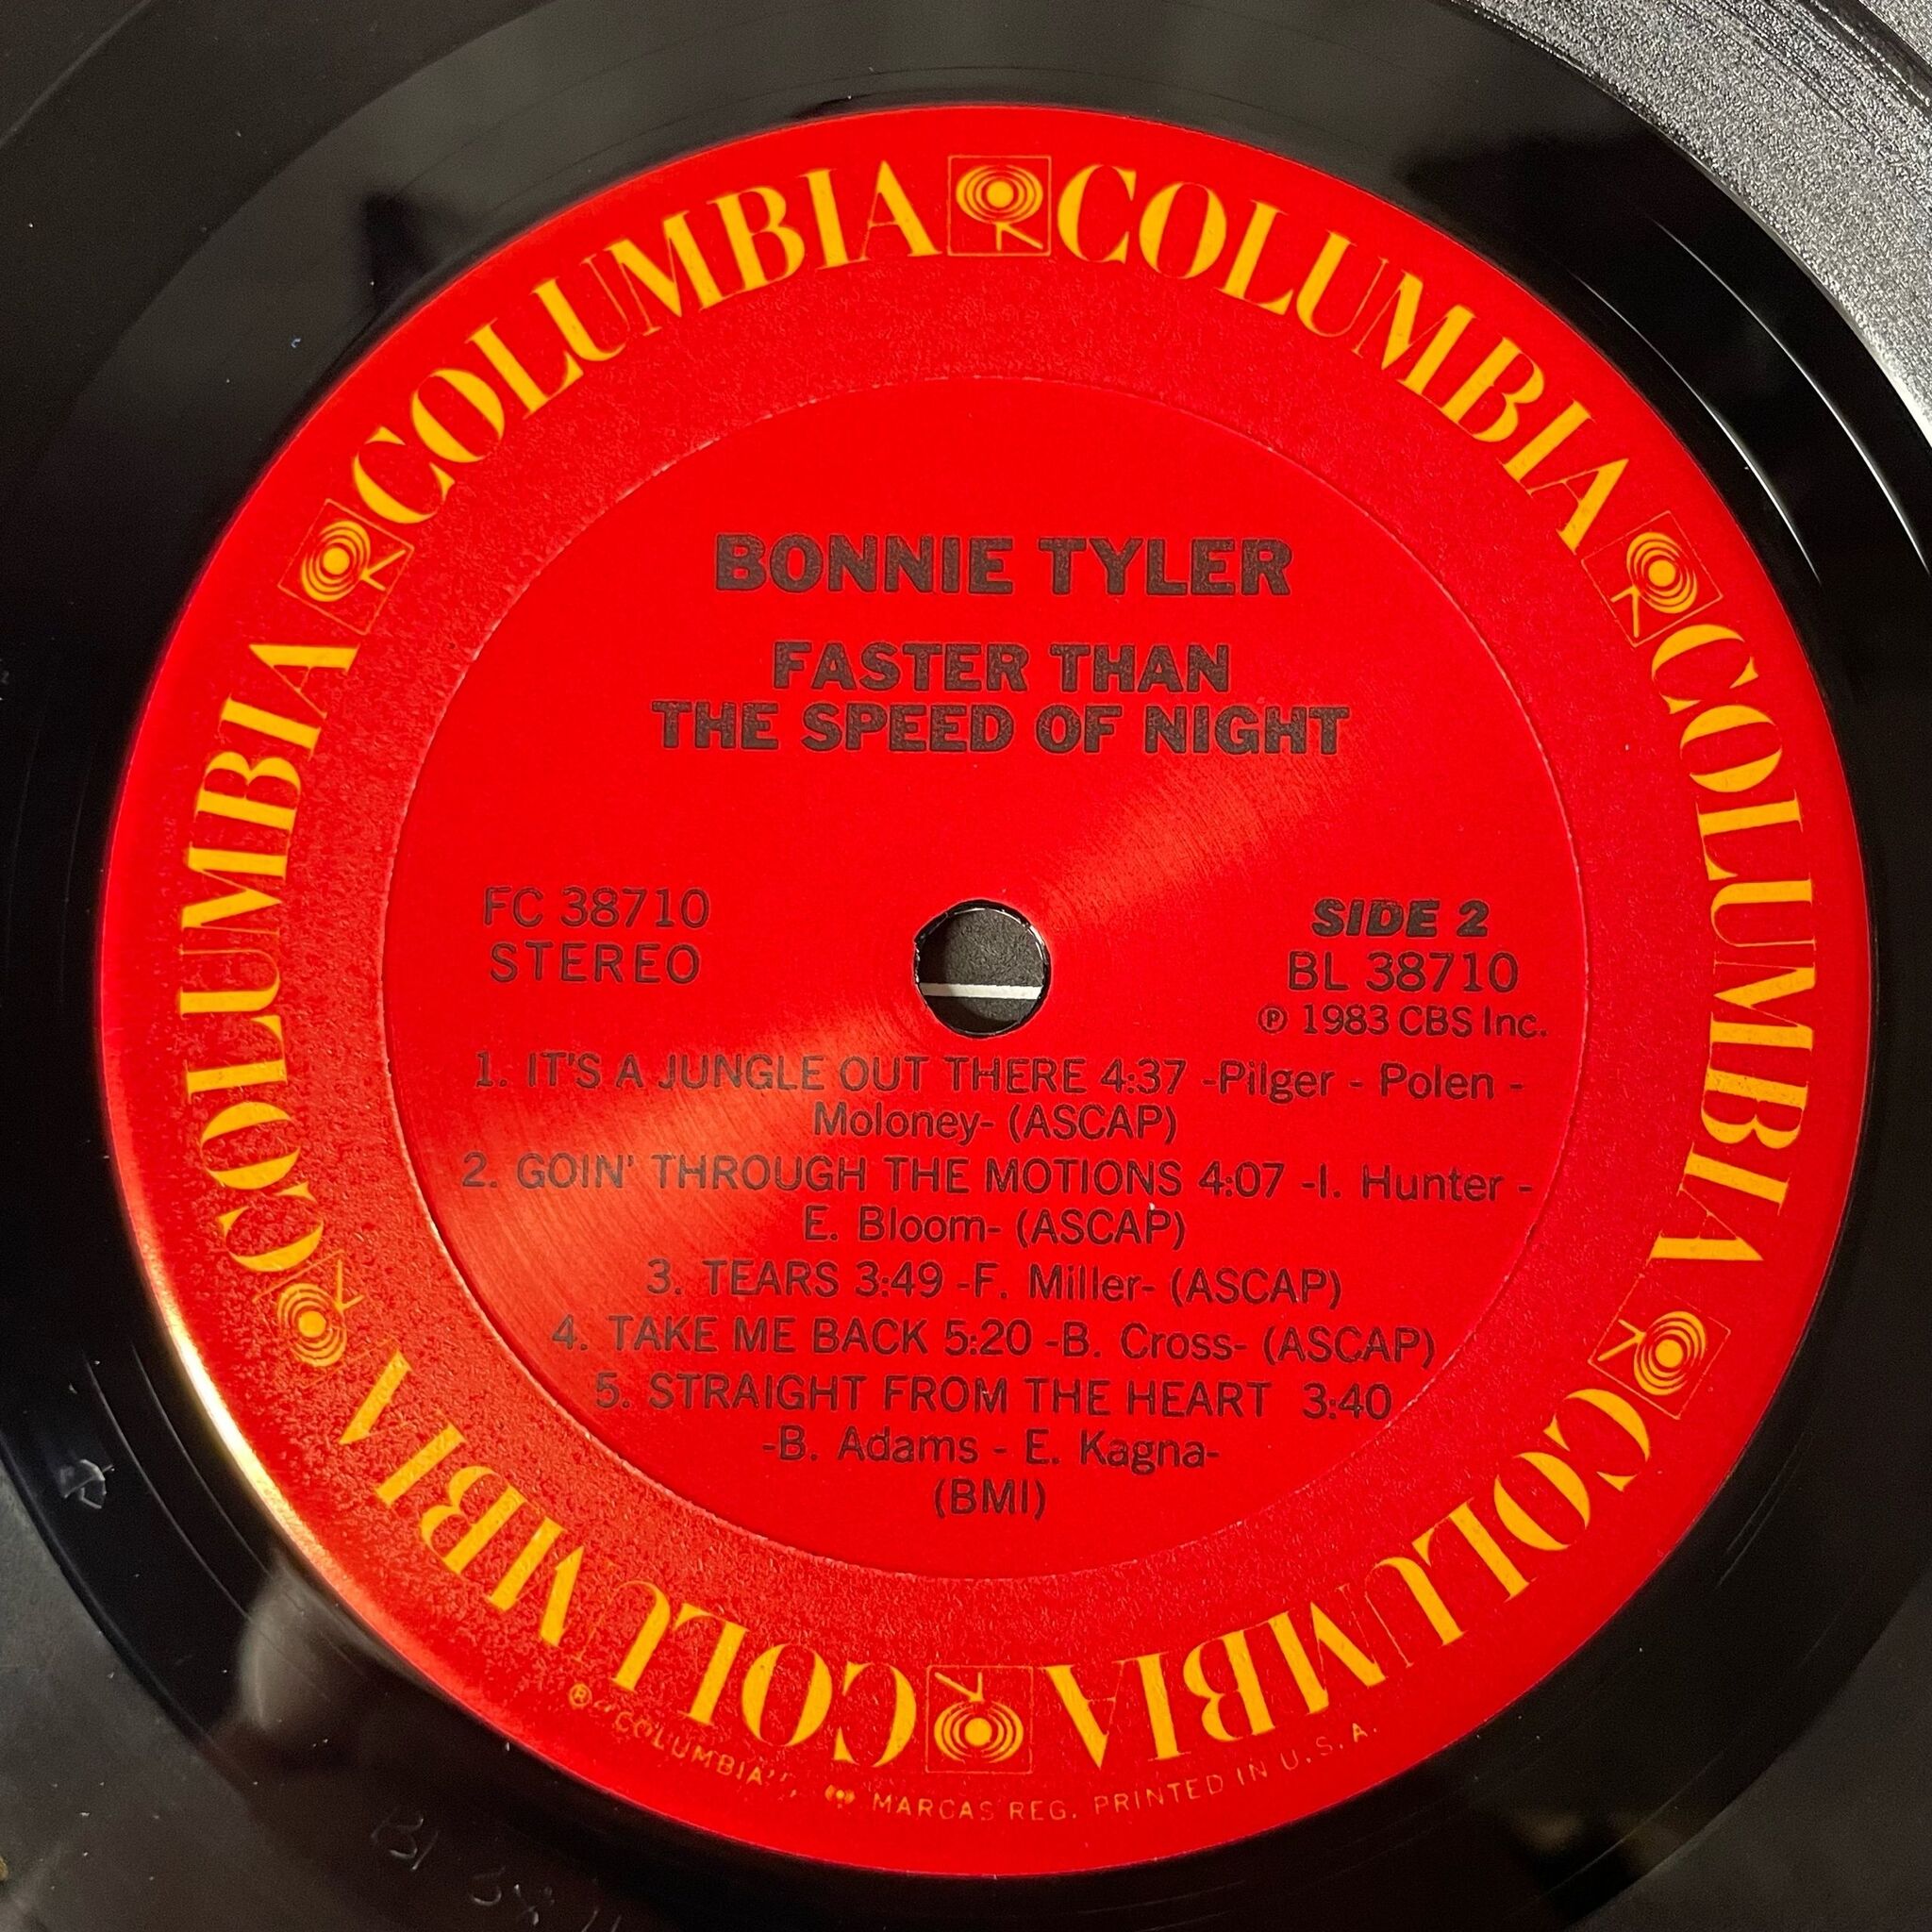 COLUMBIA COLUMBIA COLUMBIA COLUMBIA COLUMBIA COLUMBIA
BONNIE TYLER
FASTER THAN
THE SPEED OF NIGHT
FC 38710
STEREO
SIDE 2
BL 38710
℗ 1983 CBS Inc.
1. IT'S A JUNGLE OUT THERE 4:37 -Pilger - Polen -
Moloney- (ASCAP)
2. GOIN' THROUGH THE MOTIONS 4:07 -I. Hunter -
E. Bloom- (ASCAP)
3. TEARS 3:49 -F. Miller- (ASCAP)
4. TAKE ME BACK 5:20 -B. Cross- (ASCAP)
5. STRAIGHT FROM THE HEART 3:40
-B. Adams - E. Kagna-
(BMI)
® "COLUMBIA", MARCAS REG. PRINTED IN U.S.A.